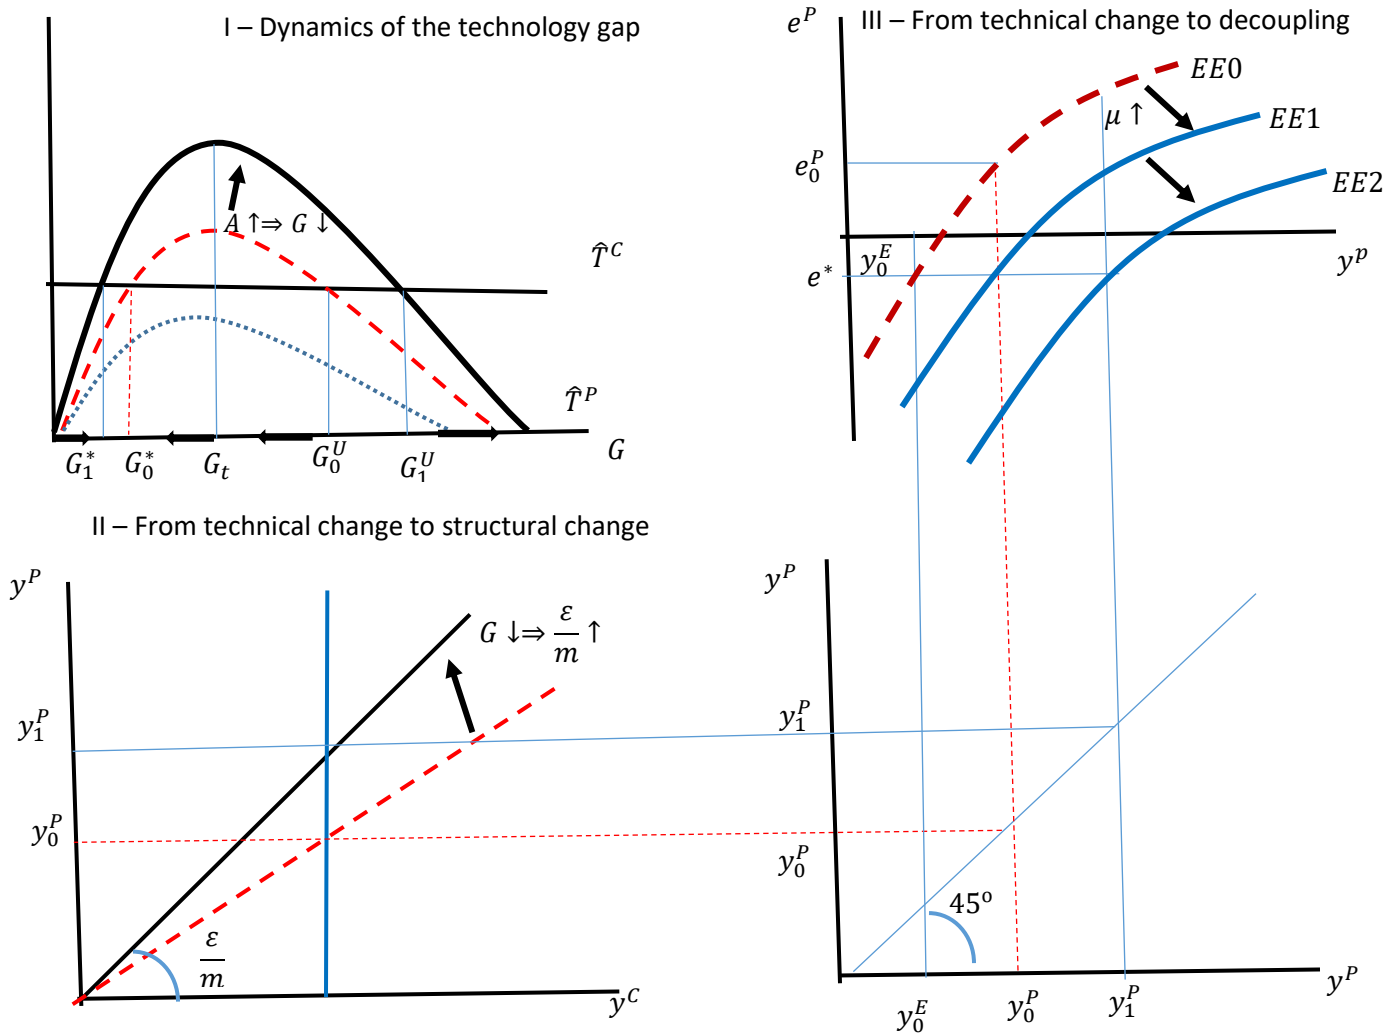 I – Dynamics of the technology gap
A ↑⇒ G ↓
T̂^C
T̂^P
G
G_1^*
G_0^*
G_t
G_0^U
G_1^U
III – From technical change to decoupling
e^P
EE0
μ ↑
EE1
EE2
e_0^P
y_0^E
e^*
y^p
II – From technical change to structural change
y^P
G ↓⇒ ε/m ↑
y_1^P
y_0^P
ε/m
y^C
y^P
y_1^P
y_0^P
45º
y_0^E
y_0^P
y_1^P
y^P